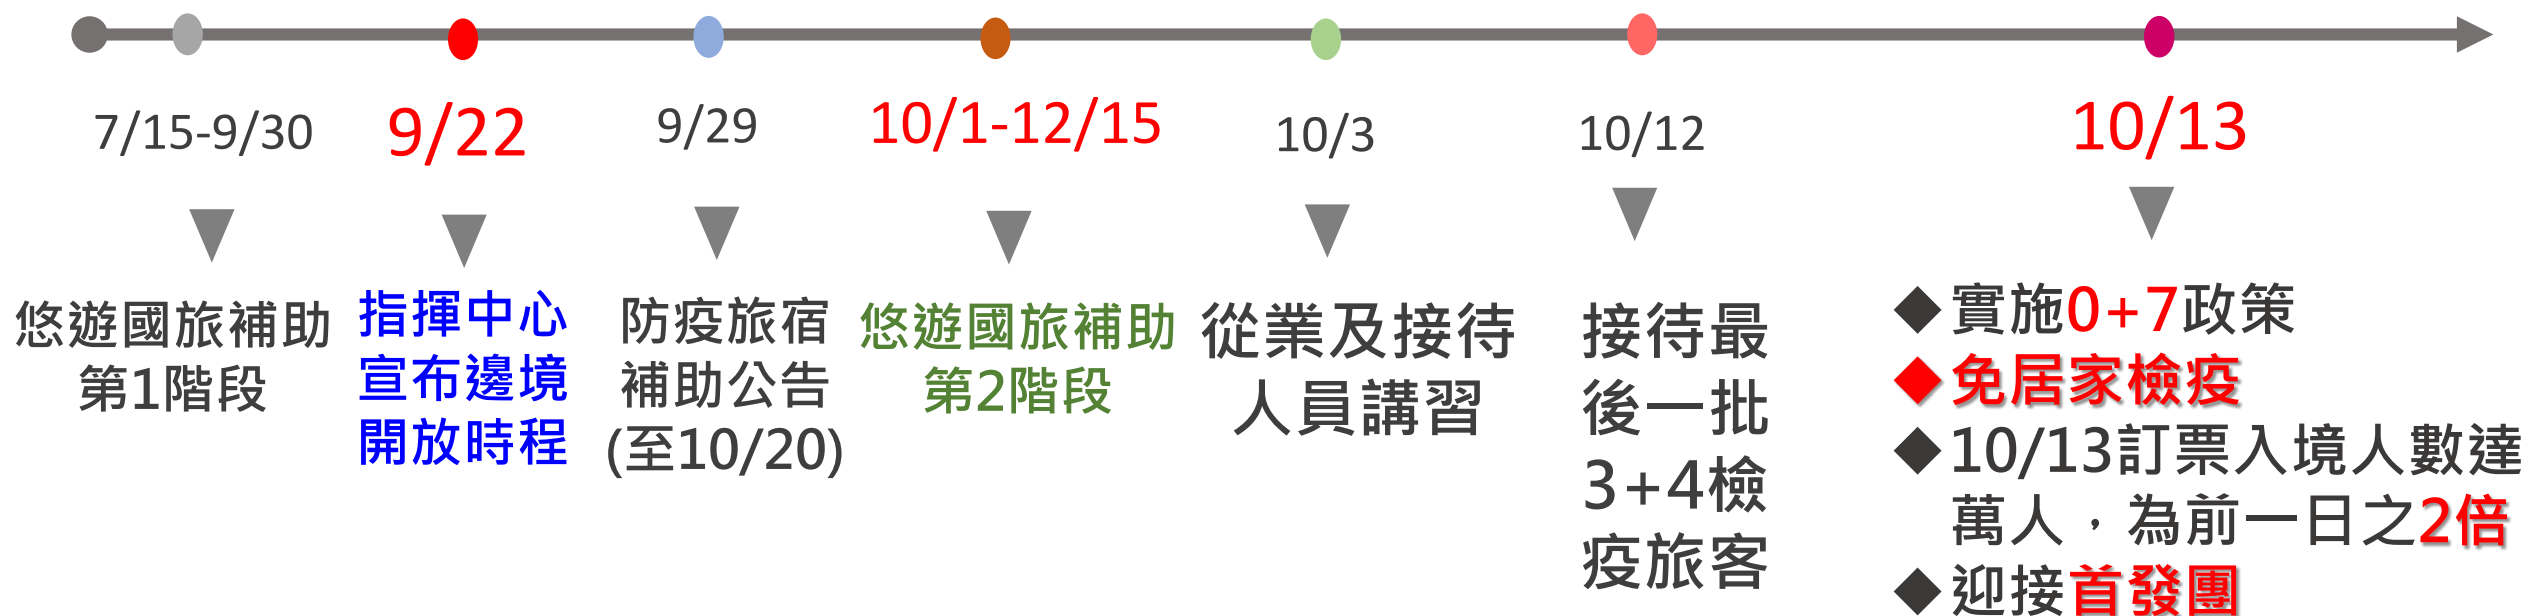 7/15-9/30
9/22
9/29
10/1-12/15
10/3
10/12
10/13
悠遊國旅補助
第1階段
指揮中心
宣布邊境
開放時程
防疫旅宿
補助公告
(至10/20)
悠遊國旅補助
第2階段
從業及接待
人員講習
接待最
後一批
3+4檢
疫旅客
◆實施0+7政策
◆免居家檢疫
◆10/13訂票入境人數達
萬人，為前一日之2倍
◆迎接首發團